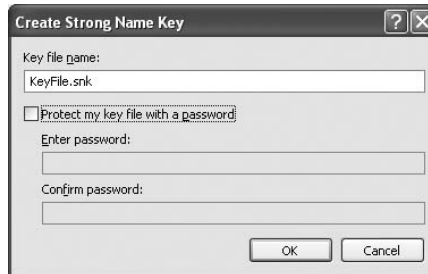 Create Strong Name Key
Key file name:
KeyFile.snk
Protect my key file with a password
Enter password:
Confirm password:
OK
Cancel